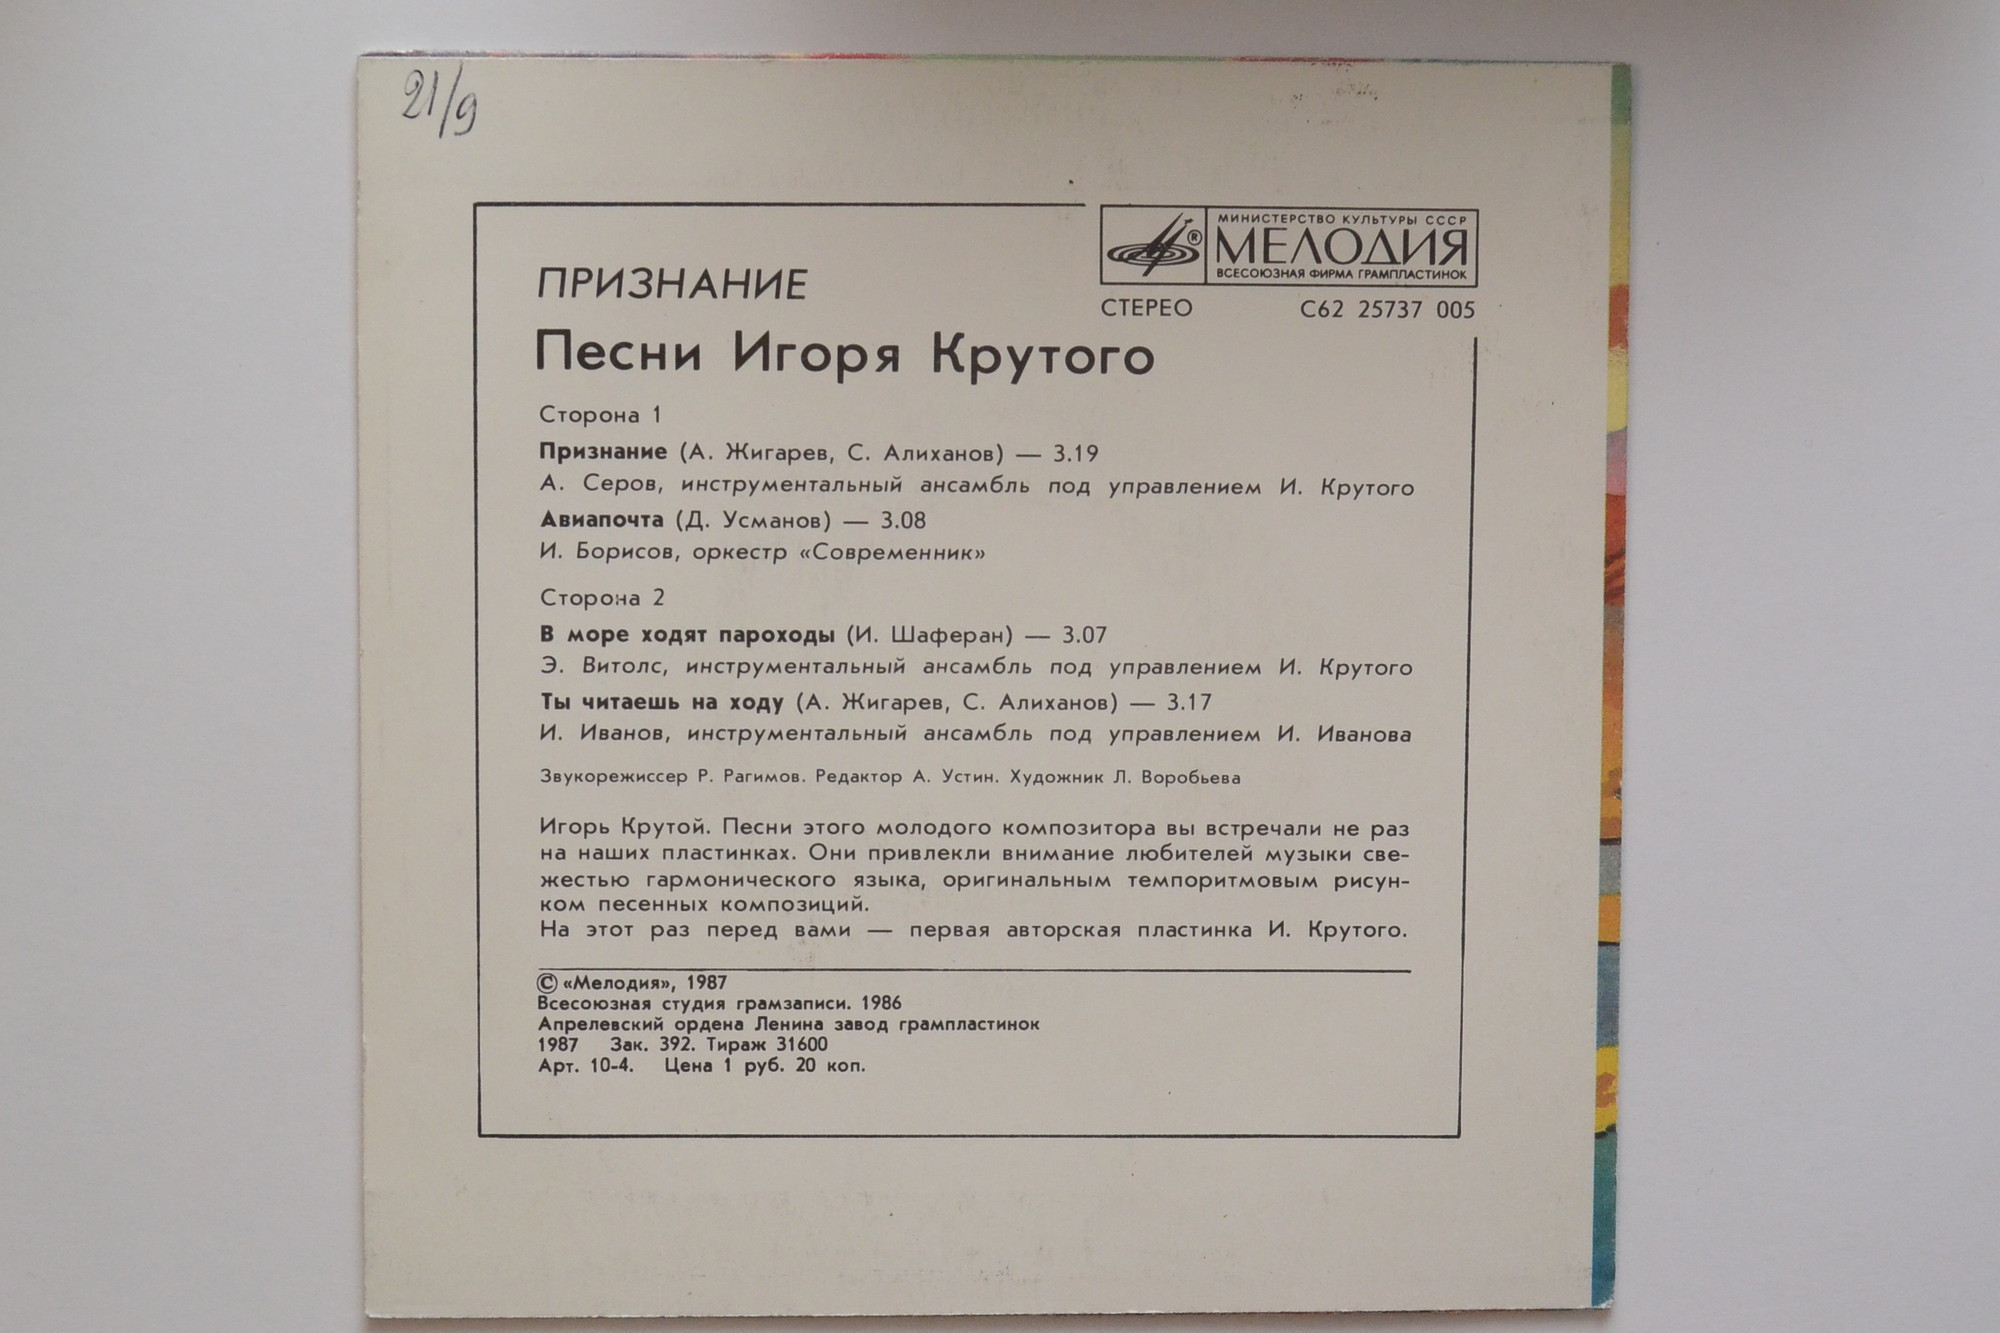 21/9
МИНИСТЕРСТВО КУЛЬТУРЫ СССР
МЕЛОДИЯ
®
ВСЕСОЮЗНАЯ ФИРМА ГРАМПЛАСТИНОК
СТЕРЕО С62 25737 005
ПРИЗНАНИЕ
Песни Игоря Крутого
Сторона 1
Признание (А. Жигарев, С. Алиханов) — 3.19
А. Серов, инструментальный ансамбль под управлением И. Крутого
Авиапочта (Д. Усманов) — 3.08
И. Борисов, оркестр «Современник»
Сторона 2
В море ходят пароходы (И. Шаферан) — 3.07
Э. Витолс, инструментальный ансамбль под управлением И. Крутого
Ты читаешь на ходу (А. Жигарев, С. Алиханов) — 3.17
И. Иванов, инструментальный ансамбль под управлением И. Иванова
Звукорежиссер Р. Рагимов. Редактор А. Устин. Художник Л. Воробьева
Игорь Крутой. Песни этого молодого композитора вы встречали не раз
на наших пластинках. Они привлекли внимание любителей музыки све-
жестью гармонического языка, оригинальным темпоритмовым рисун-
ком песенных композиций.
На этот раз перед вами — первая авторская пластинка И. Крутого.
© «Мелодия», 1987
Всесоюзная студия грамзаписи. 1986
Апрелевский ордена Ленина завод грампластинок
1987 Зак. 392. Тираж 31600
Арт. 10-4. Цена 1 руб. 20 коп.